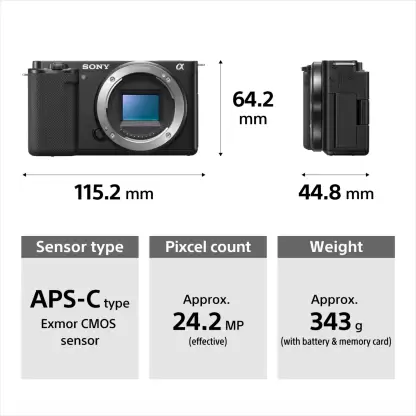 SONY
α
64.2
mm
115.2 mm
44.8 mm
Sensor type
APS-C type
Exmor CMOS
sensor
Pixcel count
Approx.
24.2 MP
(effective)
Weight
Approx.
343 g
(with battery & memory card)